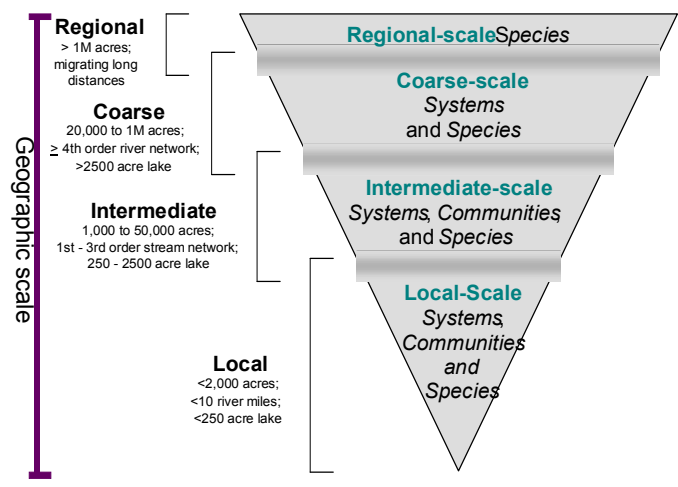 Geographic scale
Regional
> 1M acres;
migrating long
distances
Coarse
20,000 to 1M acres;
≥ 4th order river network;
>2500 acre lake
Intermediate
1,000 to 50,000 acres;
1st - 3rd order stream network;
250 - 2500 acre lake
Local
<2,000 acres;
<10 river miles;
<250 acre lake
Regional-scale Species
Coarse-scale
Systems
and Species
Intermediate-scale
Systems, Communities,
and Species
Local-Scale
Systems,
Communities
and
Species